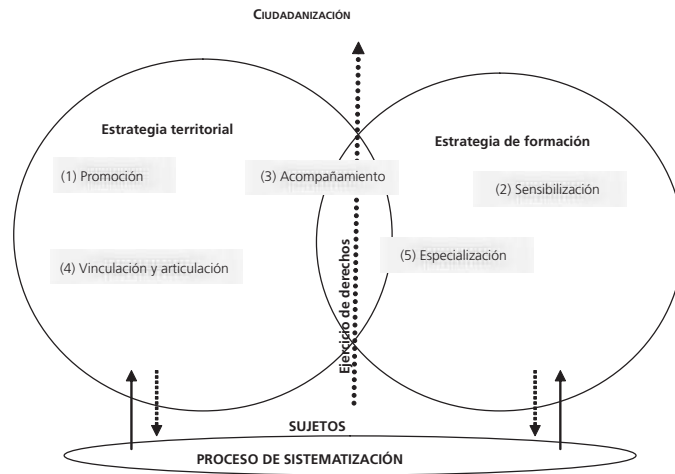 CIUDADANIZACIÓN
Estrategia territorial
Estrategia de formación
(1) Promoción
(3) Acompañamiento
(2) Sensibilización
(4) Vinculación y articulación
(5) Especialización
Ejercicio de derechos
SUJETOS
PROCESO DE SISTEMATIZACIÓN